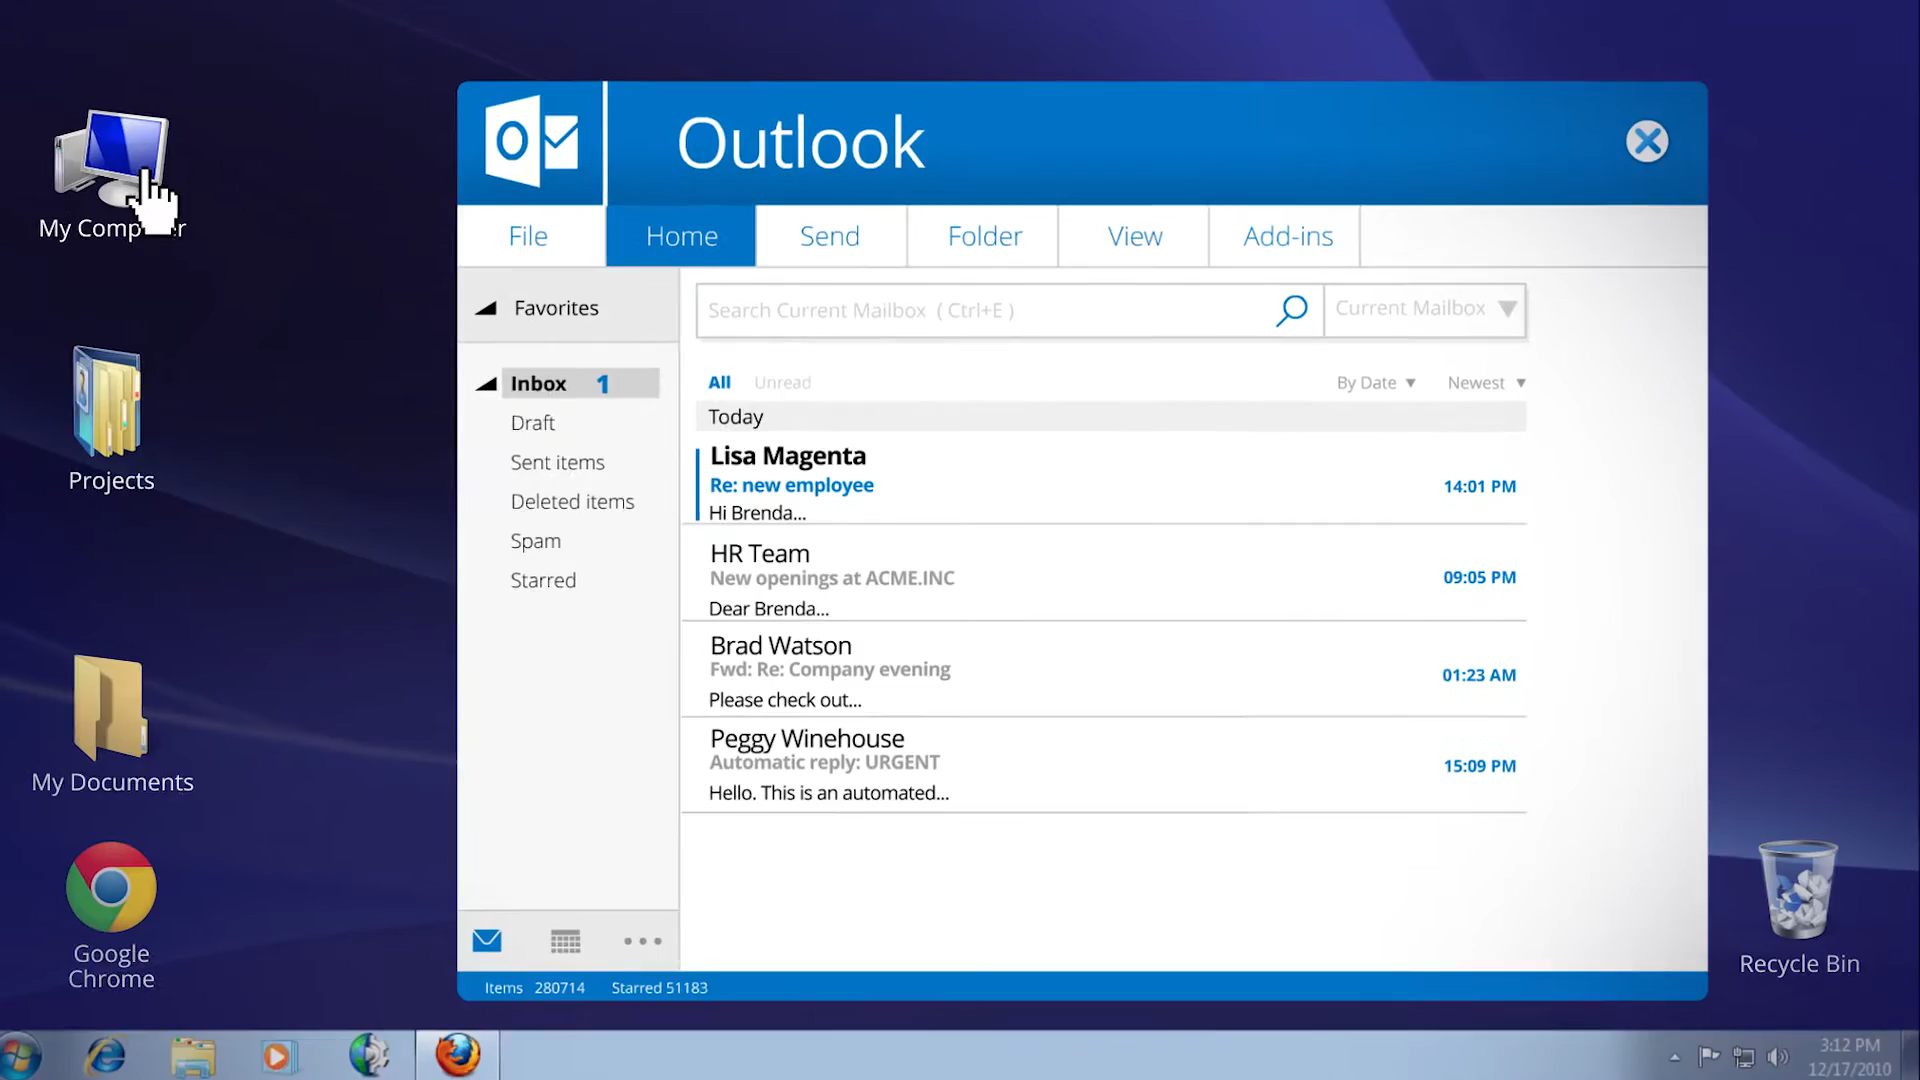 My Comp er
Projects
My Documents
Google
Chrome
O
Outlook
File
Home
Send
Folder
View
Add-ins
Favorites
Search Current Mailbox ( Ctrl+E )
Current Mailbox
Inbox 1
Draft
Sent items
Deleted items
Spam
Starred
All
Unread
By Date
Newest
Today
Lisa Magenta
Re: new employee
14:01 PM
Hi Brenda...
HR Team
New openings at ACME.INC
09:05 PM
Dear Brenda...
Brad Watson
Fwd: Re: Company evening
01:23 AM
Please check out...
Peggy Winehouse
Automatic reply: URGENT
15:09 PM
Hello. This is an automated...
Items 280714 Starred 51183
Recycle Bin
3:12 PM
12/17/2010